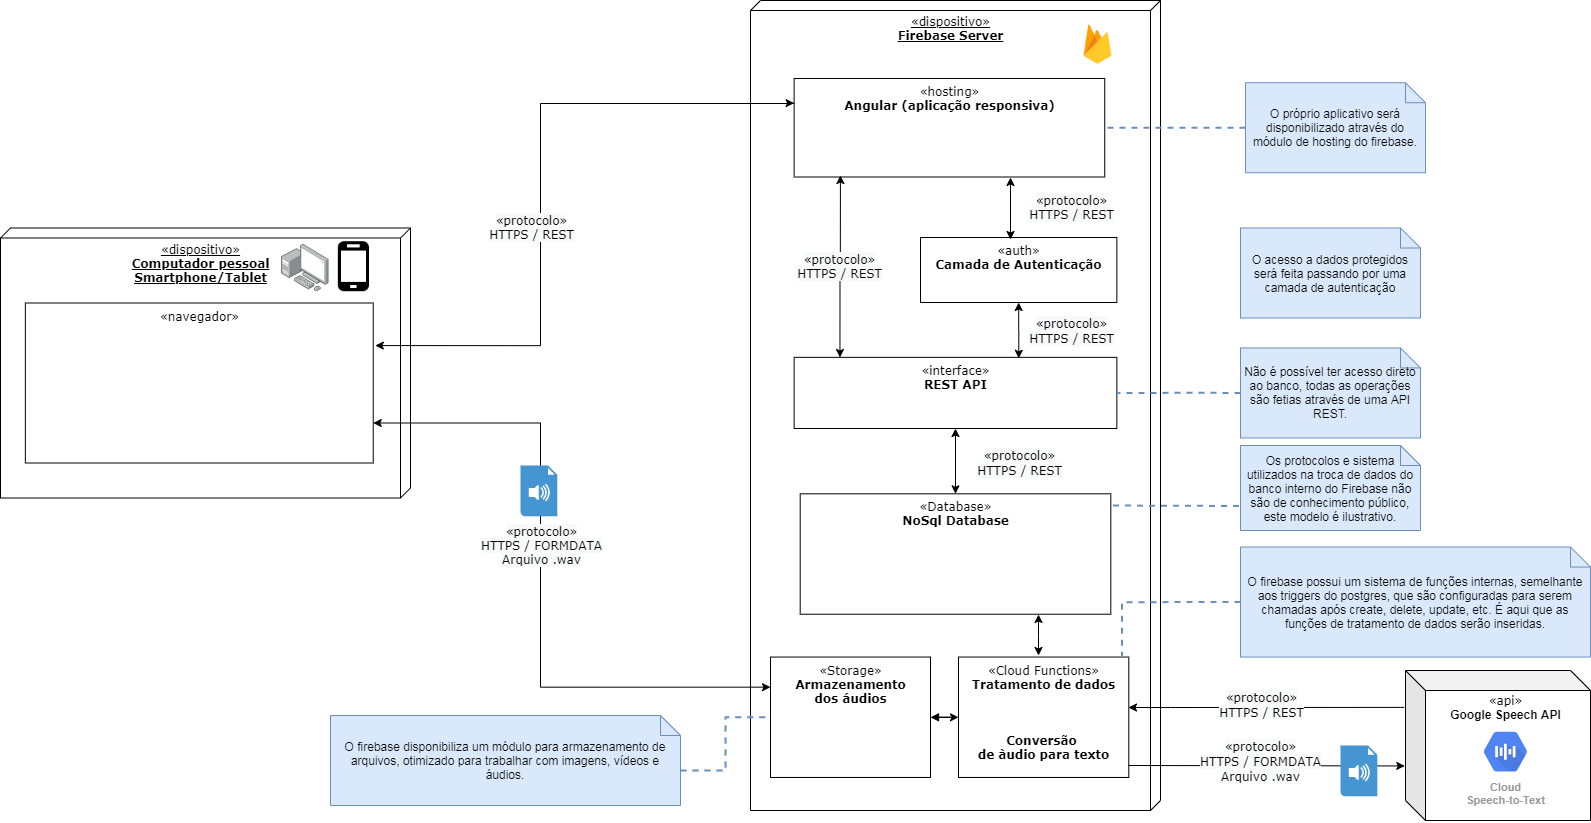 «dispositivo»
Firebase Server
«hosting»
Angular (aplicação responsiva)
O próprio aplicativo será
disponibilizado através do
módulo de hosting do firebase.
«protocolo»
HTTPS / REST
«protocolo»
HTTPS / REST
«dispositivo»
Computador pessoal
Smartphone/Tablet
«navegador»
«auth»
Camada de Autenticação
«protocolo»
HTTPS / REST
O acesso a dados protegidos
será feita passando por uma
camada de autenticação
«protocolo»
HTTPS / REST
«interface»
REST API
Não é possível ter acesso direto
ao banco, todas as operações
são fetias através de uma API
REST.
«protocolo»
HTTPS / REST
Os protocolos e sistema
utilizados na troca de dados do
banco interno do Firebase não
são de conhecimento público,
este modelo é ilustrativo.
«Database»
NoSql Database
«protocolo»
HTTPS / FORMDATA
Arquivo .wav
O firebase possui um sistema de funções internas, semelhante
aos triggers do postgres, que são configuradas para serem
chamadas após create, delete, update, etc. É aqui que as
funções de tratamento de dados serão inseridas.
«Storage»
Armazenamento
dos áudios
«Cloud Functions»
Tratamento de dados
Conversão
de àudio para texto
«protocolo»
HTTPS / REST
«protocolo»
HTTPS / FORMDATA
Arquivo .wav
«api»
Google Speech API
Cloud
Speech-to-Text
O firebase disponibiliza um módulo para armazenamento de
arquivos, otimizado para trabalhar com imagens, vídeos e
áudios.